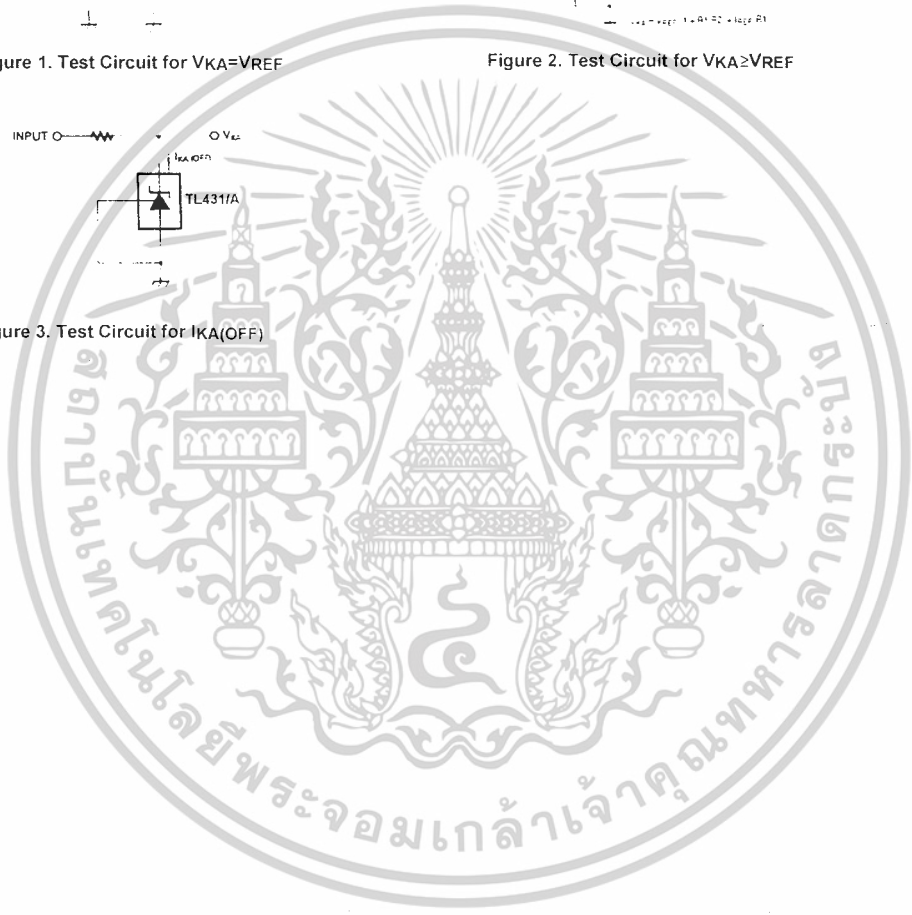 gure 1. Test Circuit for VKA=VREF
Figure 2. Test Circuit for VKA≥VREF
INPUT
TL431/A
gure 3. Test Circuit for IKA(OFF)
สถาบันเทคโนโลยีพระจอมเกล้าเจ้าคุณทหารลาดกระบัง
๔